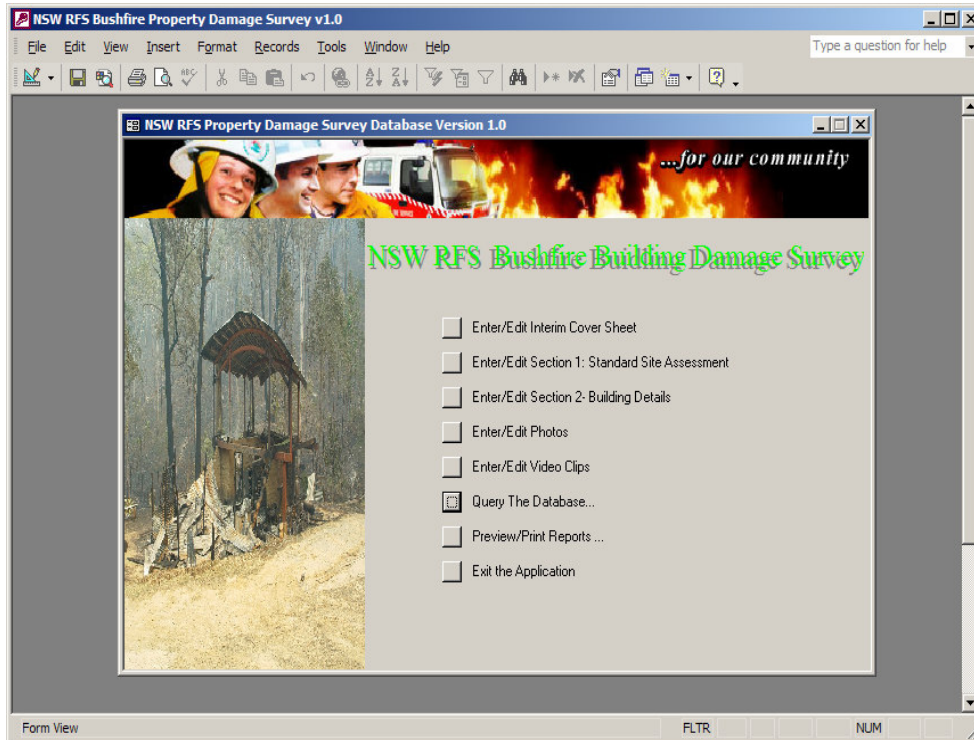 NSW RFS Bushfire Property Damage Survey v1.0
File Edit View Insert Format Records Tools Window Help
Type a question for help
NSW RFS Property Damage Survey Database Version 1.0
...for our community
NSW RFS Bushfire Building Damage Survey
Enter/Edit Interim Cover Sheet
Enter/Edit Section 1: Standard Site Assessment
Enter/Edit Section 2- Building Details
Enter/Edit Photos
Enter/Edit Video Clips
Query The Database...
Preview/Print Reports ...
Exit the Application
Form View FLTR NUM